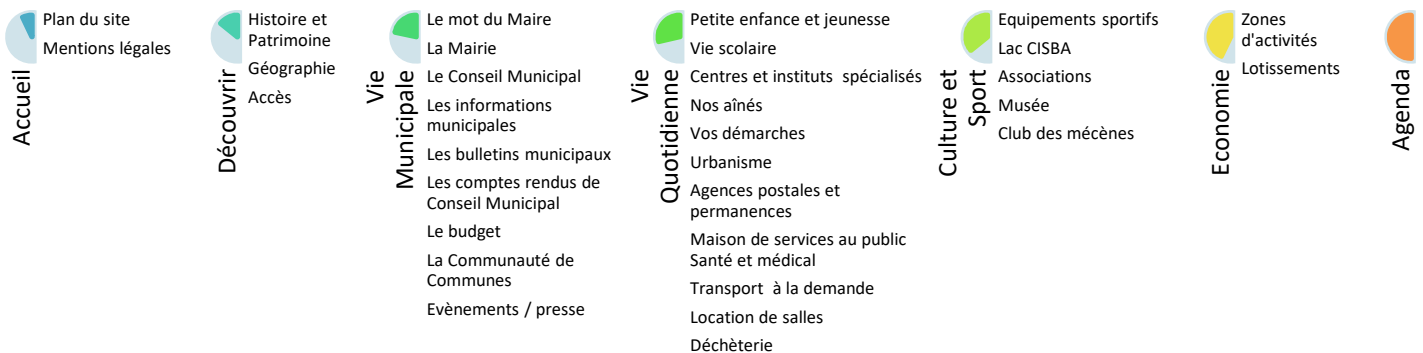 Accueil
Plan du site
Mentions légales
Découvrir
Histoire et
Patrimoine
Géographie
Accès
Vie
Municipale
Le mot du Maire
La Mairie
Le Conseil Municipal
Les informations
municipales
Les bulletins municipaux
Les comptes rendus de
Conseil Municipal
Le budget
La Communauté de
Communes
Evènements / presse
Vie
Quotidienne
Petite enfance et jeunesse
Vie scolaire
Centres et instituts spécialisés
Nos aînés
Vos démarches
Urbanisme
Agences postales et
permanences
Maison de services au public
Santé et médical
Transport à la demande
Location de salles
Déchèterie
Culture et
Sport
Equipements sportifs
Lac CISBA
Associations
Musée
Club des mécènes
Economie
Zones
d'activités
Lotissements
Agenda